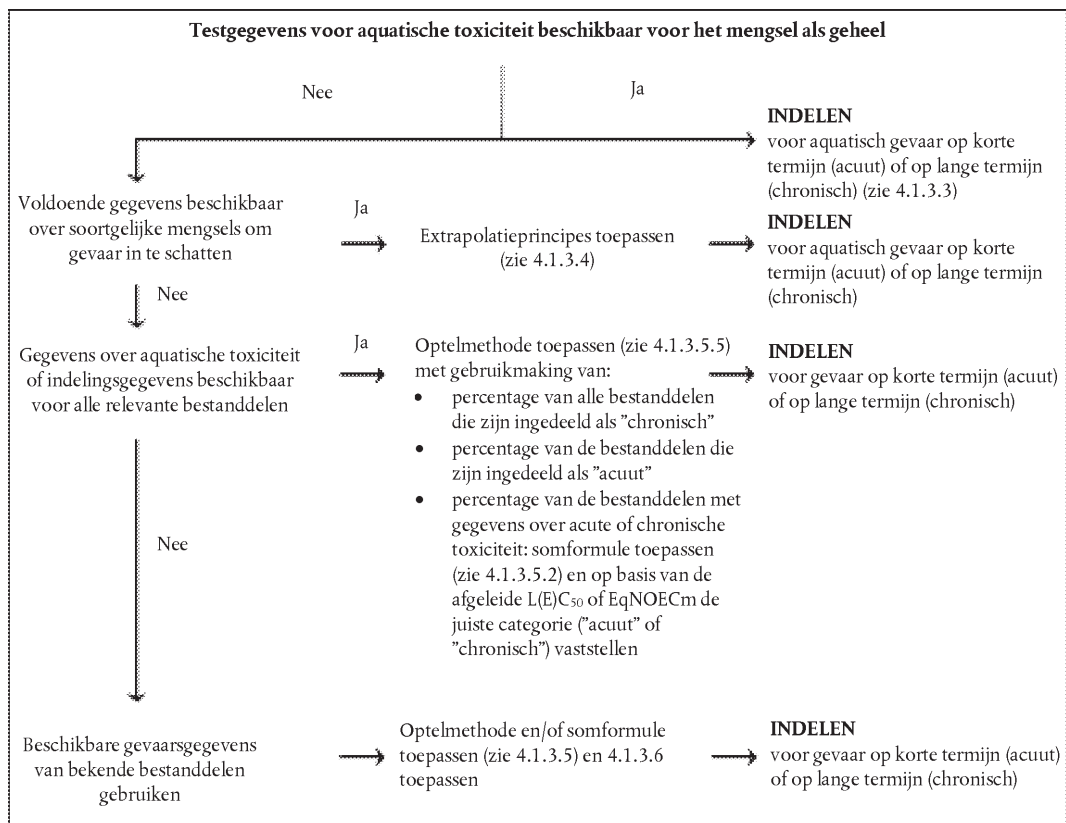 Testgegevens voor aquatische toxiciteit beschikbaar voor het mengsel als geheel
Nee
Ja
INDELEN
voor aquatisch gevaar op korte
termijn (acuut) of op lange termijn
(chronisch) (zie 4.1.3.3)
Voldoende gegevens beschikbaar
over soortgelijke mengsels om
gevaar in te schatten
Ja
Extrapolatieprincipes toepassen
(zie 4.1.3.4)
INDELEN
voor aquatisch gevaar op korte
termijn (acuut) of op lange termijn
(chronisch)
Nee
Gegevens over aquatische toxiciteit
of indelingsgegevens beschikbaar
voor alle relevante bestanddelen
Ja
Optelmethode toepassen (zie 4.1.3.5.5)
met gebruikmaking van:
• percentage van alle bestanddelen
die zijn ingedeeld als "chronisch"
• percentage van de bestanddelen die
zijn ingedeeld als "acuut"
• percentage van de bestanddelen met
gegevens over acute of chronische
toxiciteit: somformule toepassen
(zie 4.1.3.5.2) en op basis van de
afgeleide L(E)C₅₀ of EqNOECm de
juiste categorie ("acuut" of
"chronisch") vaststellen
INDELEN
voor gevaar op korte termijn (acuut)
of op lange termijn (chronisch)
Nee
Beschikbare gevaarsgegevens
van bekende bestanddelen
gebruiken
Optelmethode en/of somformule
toepassen (zie 4.1.3.5) en 4.1.3.6
toepassen
INDELEN
voor gevaar op korte termijn (acuut)
of op lange termijn (chronisch)